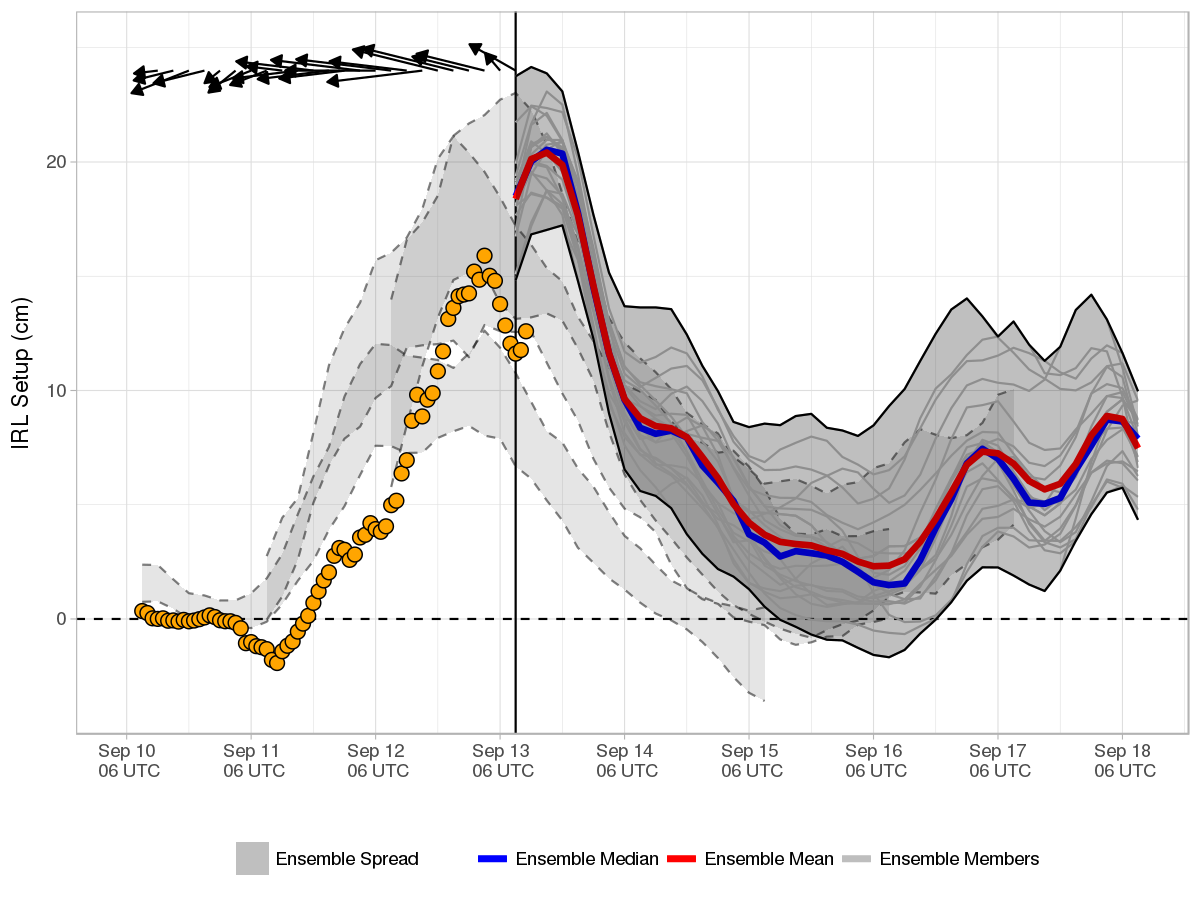 IRL Setup (cm)
20
10
0
Sep 10
06 UTC
Sep 11
06 UTC
Sep 12
06 UTC
Sep 13
06 UTC
Sep 14
06 UTC
Sep 15
06 UTC
Sep 16
06 UTC
Sep 17
06 UTC
Sep 18
06 UTC
Ensemble Spread
Ensemble Median
Ensemble Mean
Ensemble Members